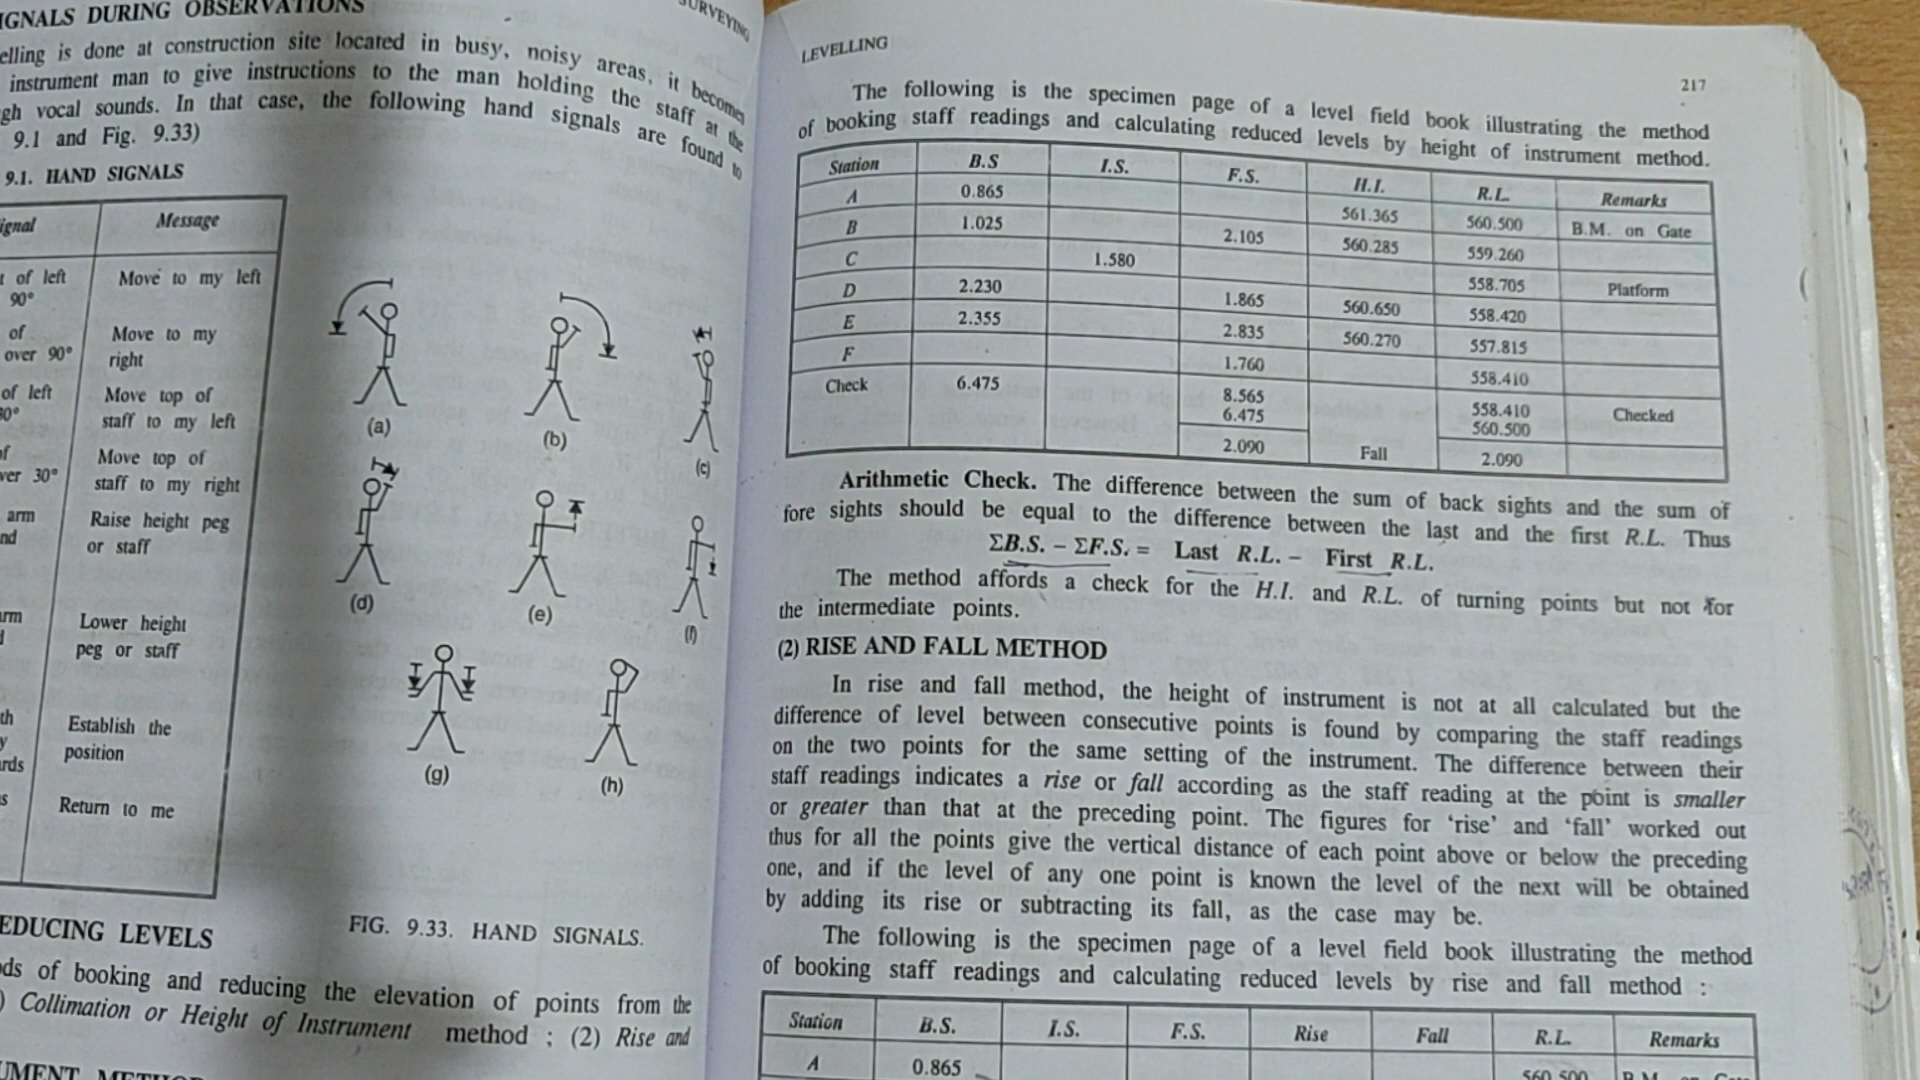 SURVEYING
IGNALS DURING OBSERVATIONS
elling is done at construction site located in busy, noisy areas, it becomes
instrument man to give instructions to the man holding the staff at the
gh vocal sounds. In that case, the following hand signals are found to
9.1 and Fig. 9.33)
9.1. HAND SIGNALS
ignal Message
t of left Move to my left
90°
of Move to my
over 90° right
of left Move top of
30° staff to my left
of Move top of
ver 30° staff to my right
arm Raise height peg
nd or staff
arm Lower height
d peg or staff
th Establish the
y position
ards
s Return to me
(a) (b) (c)
(d) (e) (f)
(g) (h)
FIG. 9.33. HAND SIGNALS.
EDUCING LEVELS
ds of booking and reducing the elevation of points from the
) Collimation or Height of Instrument method ; (2) Rise and
UMENT METHOD
LEVELLING
217
The following is the specimen page of a level field book illustrating the method
of booking staff readings and calculating reduced levels by height of instrument method.
Station B.S I.S. F.S. H.I. R.L. Remarks
A 0.865 561.365 560.500 B.M. on Gate
B 1.025 2.105 560.285 559.260
C 1.580 558.705 Platform
D 2.230 1.865 560.650 558.420
E 2.355 2.835 560.270 557.815
F 1.760 558.410
Check 6.475 8.565 558.410 Checked
6.475 560.500
2.090 Fall 2.090
Arithmetic Check. The difference between the sum of back sights and the sum of
fore sights should be equal to the difference between the last and the first R.L. Thus
ΣB.S. – ΣF.S. = Last R.L. – First R.L.
The method affords a check for the H.I. and R.L. of turning points but not for
the intermediate points.
(2) RISE AND FALL METHOD
In rise and fall method, the height of instrument is not at all calculated but the
difference of level between consecutive points is found by comparing the staff readings
on the two points for the same setting of the instrument. The difference between their
staff readings indicates a rise or fall according as the staff reading at the point is smaller
or greater than that at the preceding point. The figures for 'rise' and 'fall' worked out
thus for all the points give the vertical distance of each point above or below the preceding
one, and if the level of any one point is known the level of the next will be obtained
by adding its rise or subtracting its fall, as the case may be.
The following is the specimen page of a level field book illustrating the method
of booking staff readings and calculating reduced levels by rise and fall method :
Station B.S. I.S. F.S. Rise Fall R.L. Remarks
A 0.865 560.500 B.M. on Gate